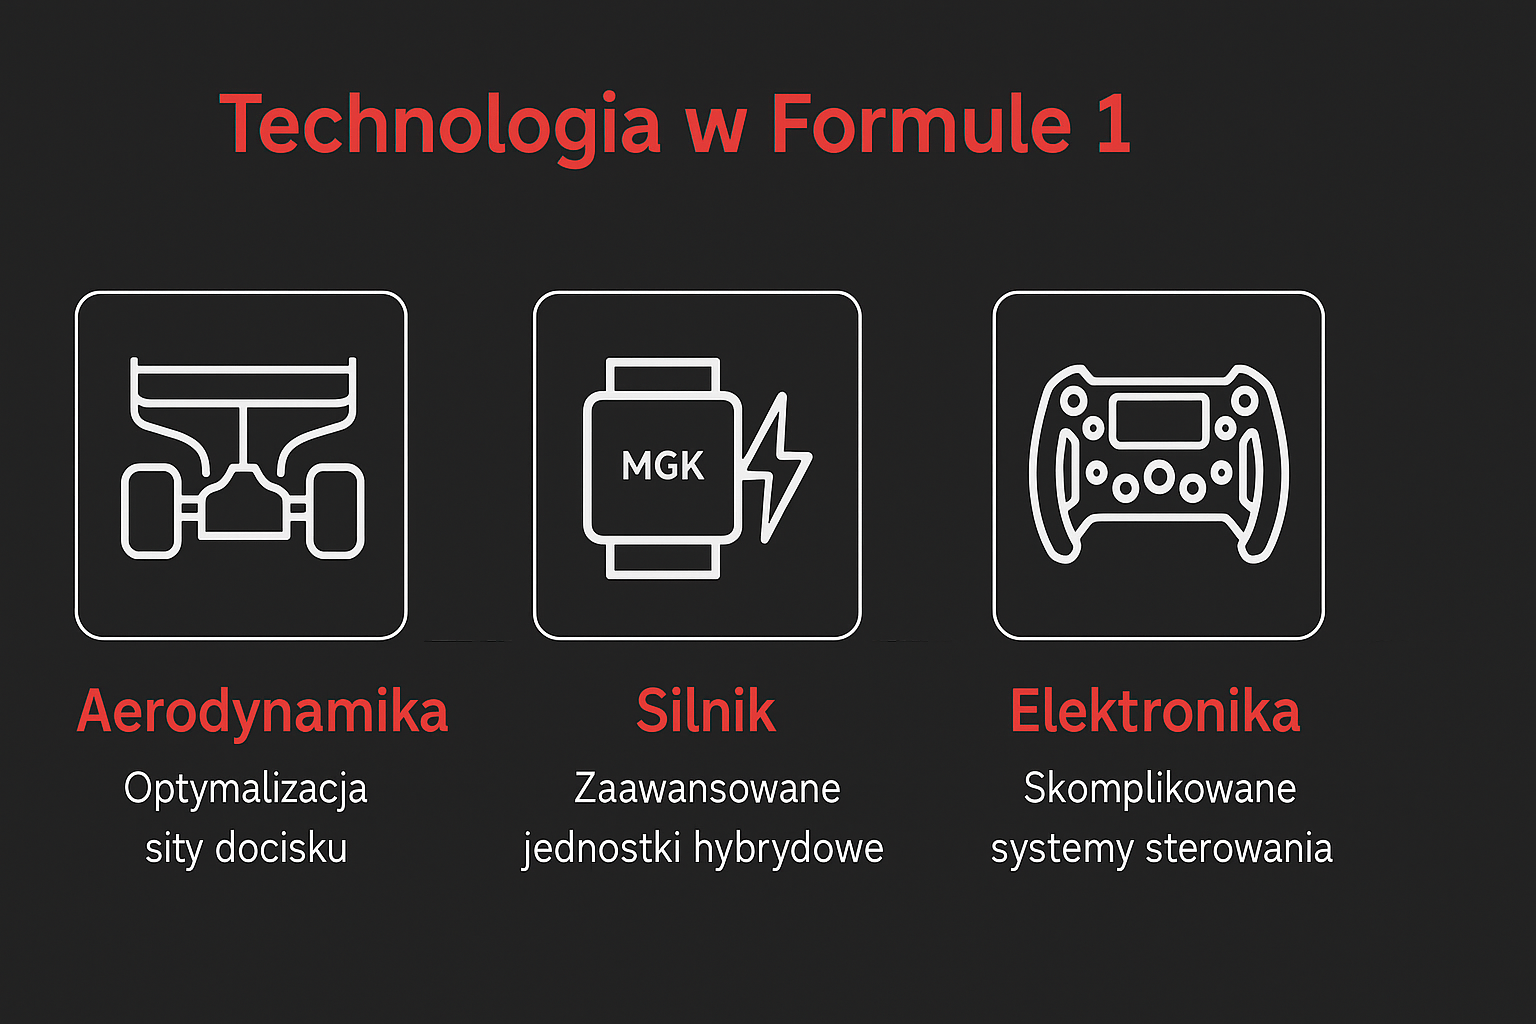 Technologia w Formule 1
MGK
Aerodynamika
Optymalizacja
sity docisku
Silnik
Zaawansowane
jednostki hybrydowe
Elektronika
Skomplikowane
systemy sterowania